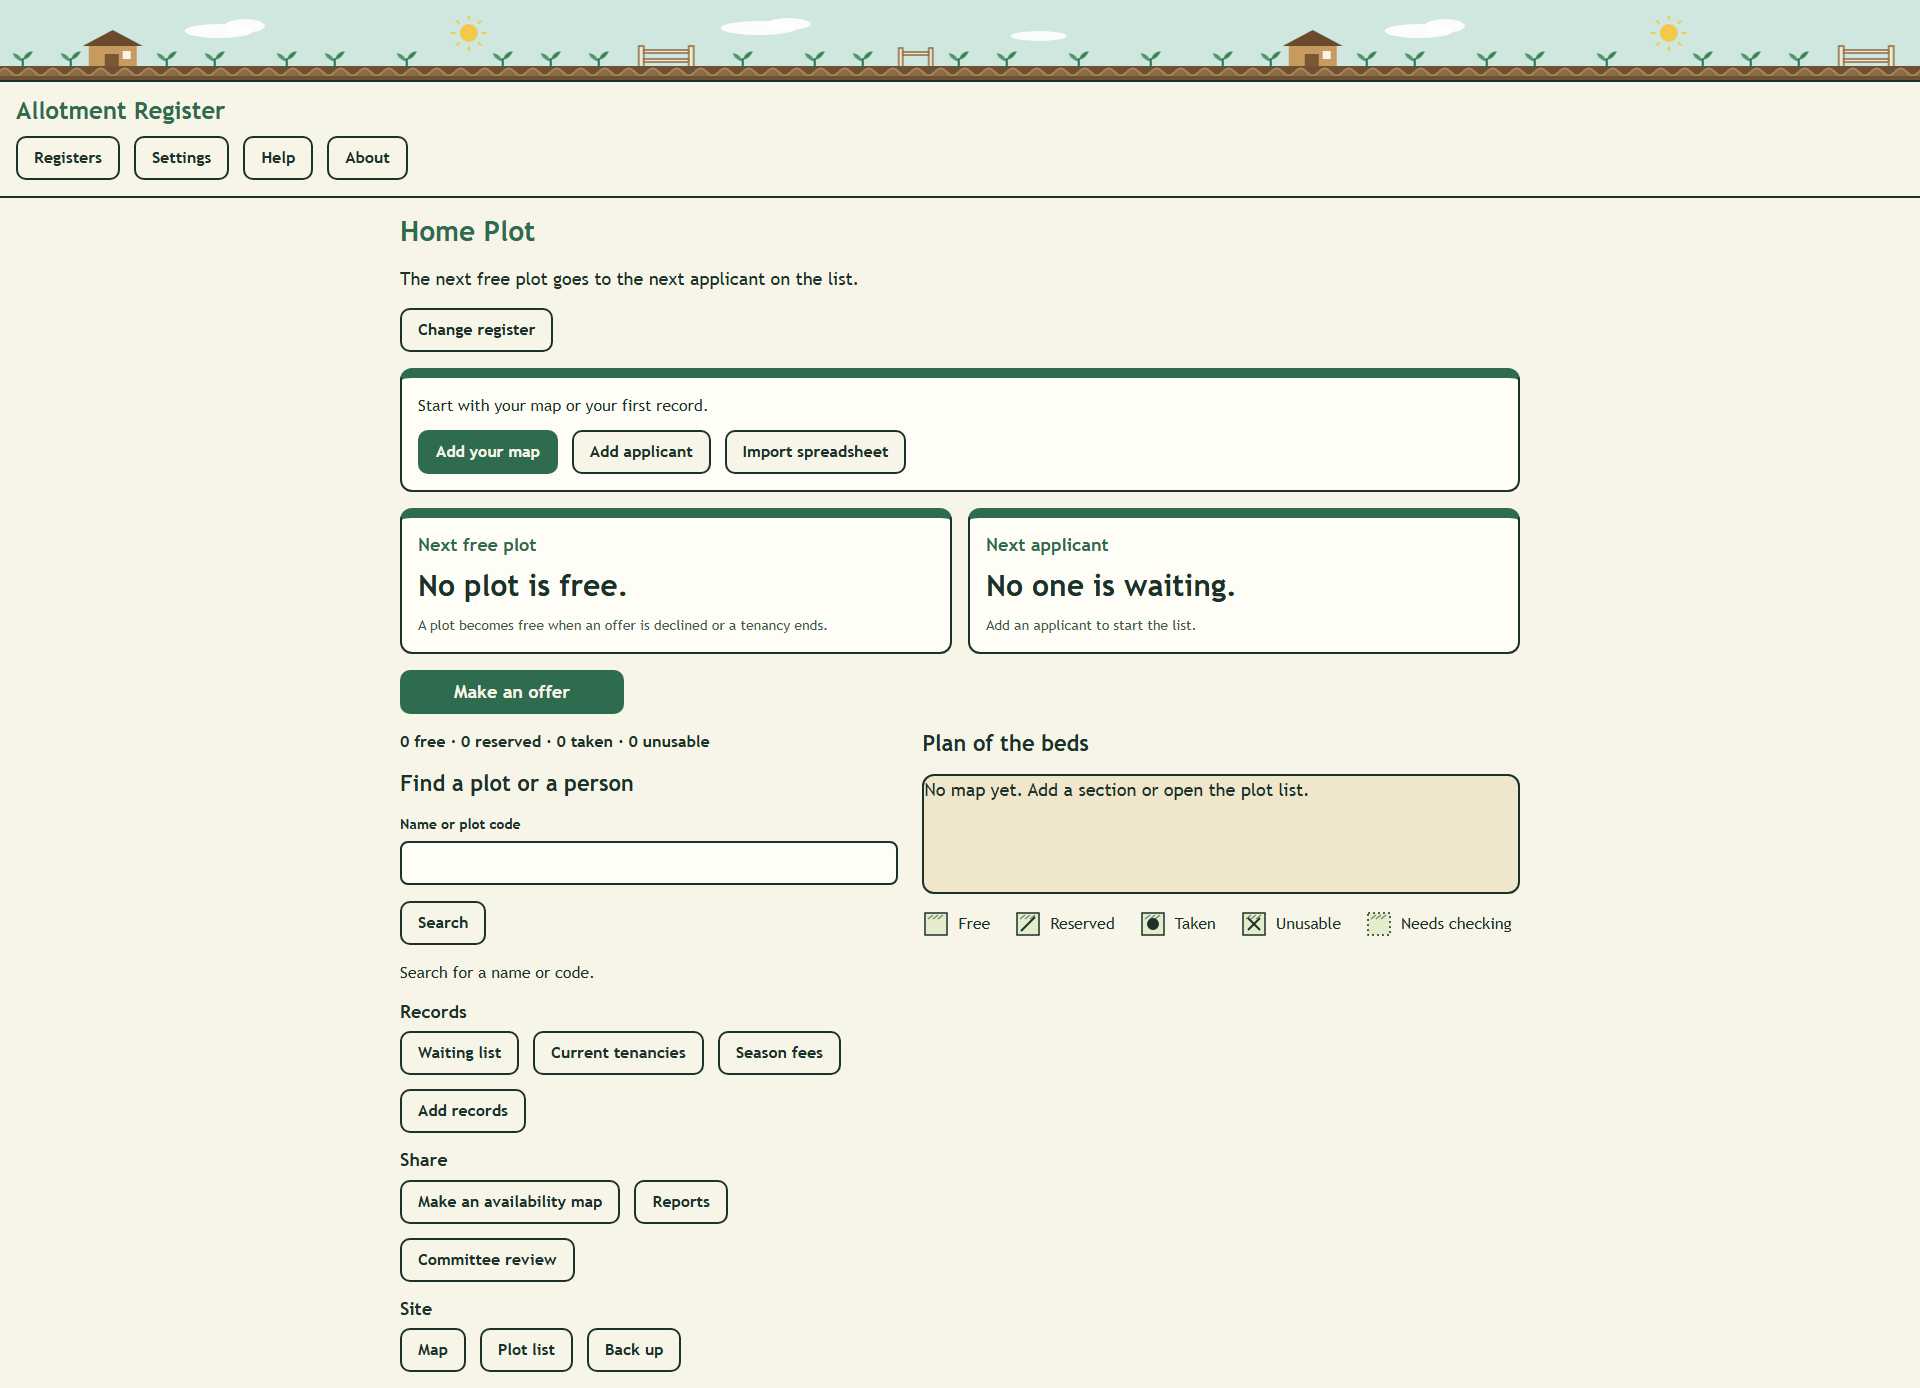 Allotment Register
Registers
Settings
Help
About
Home Plot
The next free plot goes to the next applicant on the list.
Change register
Start with your map or your first record.
Add your map
Add applicant
Import spreadsheet
Next free plot
No plot is free.
A plot becomes free when an offer is declined or a tenancy ends.
Next applicant
No one is waiting.
Add an applicant to start the list.
Make an offer
0 free · 0 reserved · 0 taken · 0 unusable
Find a plot or a person
Name or plot code
Search
Search for a name or code.
Records
Waiting list
Current tenancies
Season fees
Add records
Share
Make an availability map
Reports
Committee review
Site
Map
Plot list
Back up
Plan of the beds
No map yet. Add a section or open the plot list.
Free
Reserved
Taken
Unusable
Needs checking